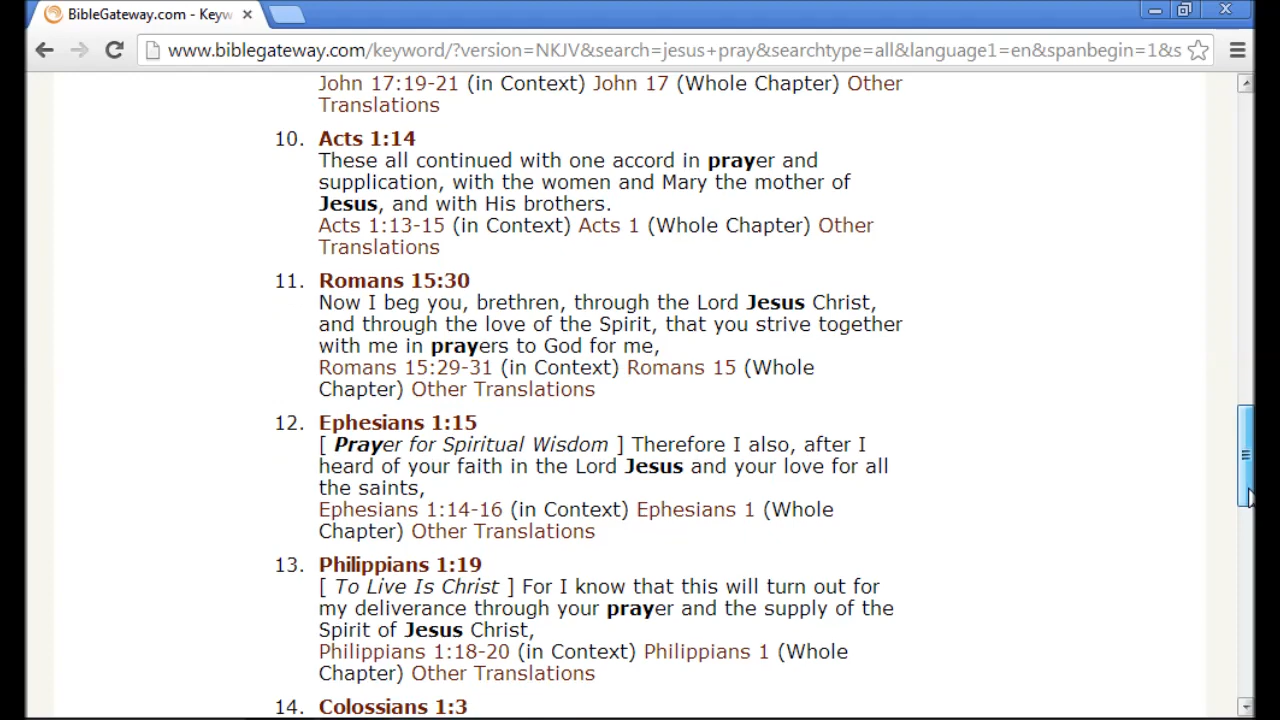 BibleGateway.com - Keyw
www.biblegateway.com/keyword/?version=NKJV&search=jesus+pray&searchtype=all&language1=en&spanbegin=1&s
John 17:19-21 (in Context) John 17 (Whole Chapter) Other
Translations
10. Acts 1:14
These all continued with one accord in prayer and
supplication, with the women and Mary the mother of
Jesus, and with His brothers.
Acts 1:13-15 (in Context) Acts 1 (Whole Chapter) Other
Translations
11. Romans 15:30
Now I beg you, brethren, through the Lord Jesus Christ,
and through the love of the Spirit, that you strive together
with me in prayers to God for me,
Romans 15:29-31 (in Context) Romans 15 (Whole
Chapter) Other Translations
12. Ephesians 1:15
[ Prayer for Spiritual Wisdom ] Therefore I also, after I
heard of your faith in the Lord Jesus and your love for all
the saints,
Ephesians 1:14-16 (in Context) Ephesians 1 (Whole
Chapter) Other Translations
13. Philippians 1:19
[ To Live Is Christ ] For I know that this will turn out for
my deliverance through your prayer and the supply of the
Spirit of Jesus Christ,
Philippians 1:18-20 (in Context) Philippians 1 (Whole
Chapter) Other Translations
14. Colossians 1:3